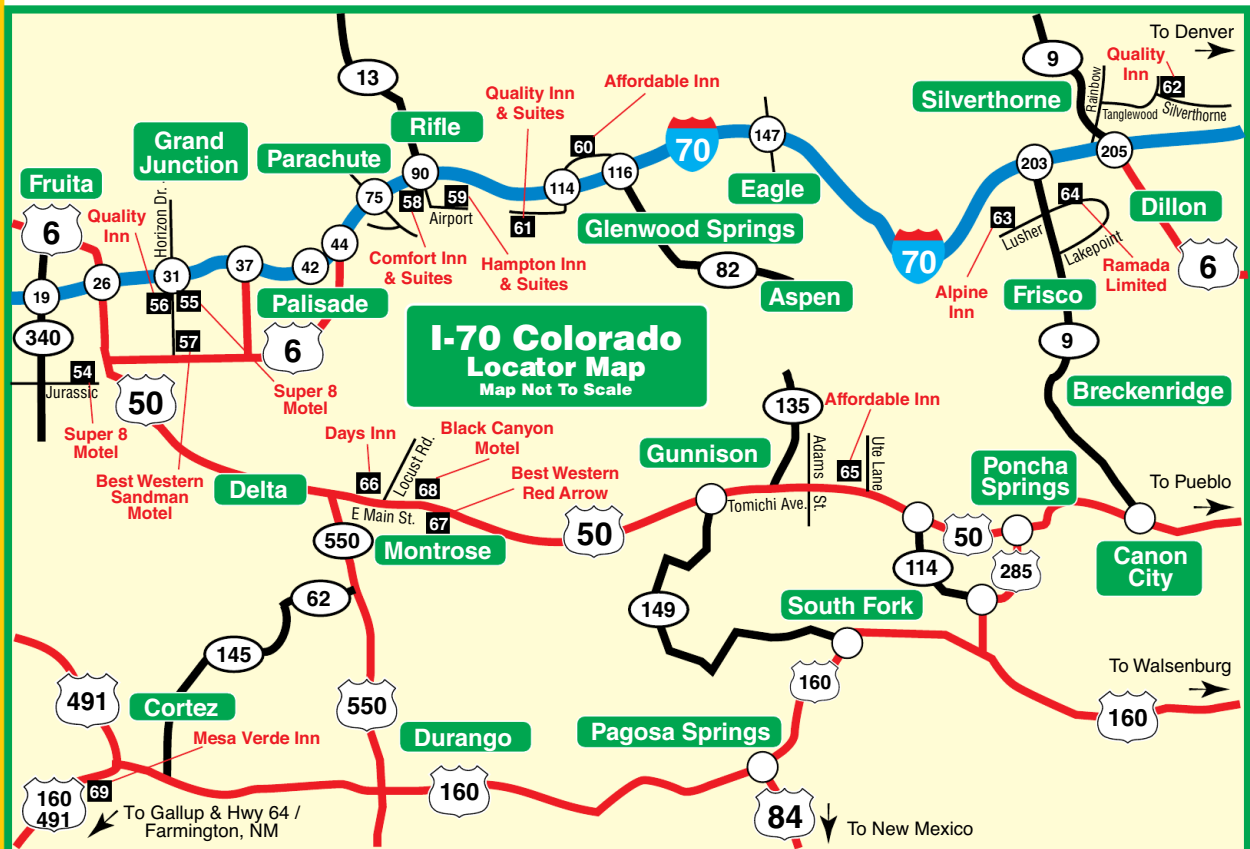 To Denver
9
Quality
Inn
62
Rainbow
Tanglewood
Silverthorne
Silverthorne
13
Affordable Inn
Quality Inn
& Suites
Rifle
Grand
Junction
Parachute
60
70
147
203
205
Fruita
6
Quality
Inn
Horizon Dr.
75
90
58
59
Airport
114
116
61
Eagle
64
63
Lusher
Lakepoint
Dillon
Glenwood Springs
Comfort Inn
& Suites
Hampton Inn
& Suites
82
Aspen
70
Alpine
Inn
Ramada
Limited
6
Frisco
19
26
31
37
42
44
56
55
Palisade
340
57
6
I-70 Colorado
Locator Map
Map Not To Scale
9
54
Jurassic
50
Super 8
Motel
Super 8
Motel
Breckenridge
135
Affordable Inn
Days Inn
Locust Rd.
Black Canyon
Motel
Gunnison
Adams
St.
65
Ute Lane
Best Western
Sandman
Motel
Delta
66
68
Best Western
Red Arrow
Poncha
Springs
To Pueblo
E Main St.
67
Tomichi Ave.
50
50
550
Montrose
114
285
Canon
City
62
149
South Fork
145
160
To Walsenburg
491
Cortez
550
160
Mesa Verde Inn
Durango
Pagosa Springs
160
491
69
160
To Gallup & Hwy 64 /
Farmington, NM
84
To New Mexico